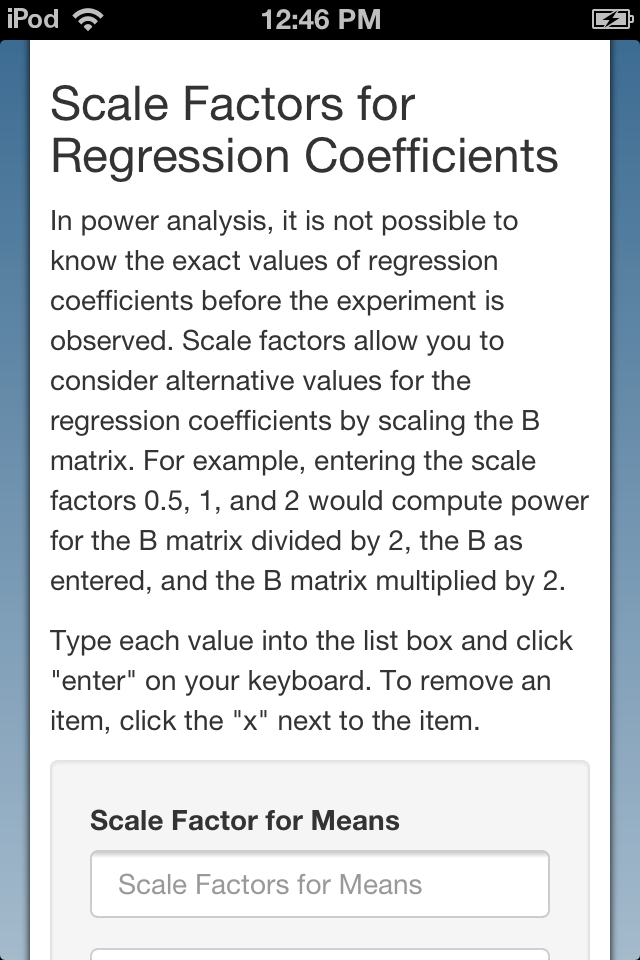 iPod 12:46 PM
Scale Factors for
Regression Coefficients
In power analysis, it is not possible to
know the exact values of regression
coefficients before the experiment is
observed. Scale factors allow you to
consider alternative values for the
regression coefficients by scaling the B
matrix. For example, entering the scale
factors 0.5, 1, and 2 would compute power
for the B matrix divided by 2, the B as
entered, and the B matrix multiplied by 2.
Type each value into the list box and click
"enter" on your keyboard. To remove an
item, click the "x" next to the item.
Scale Factor for Means
Scale Factors for Means